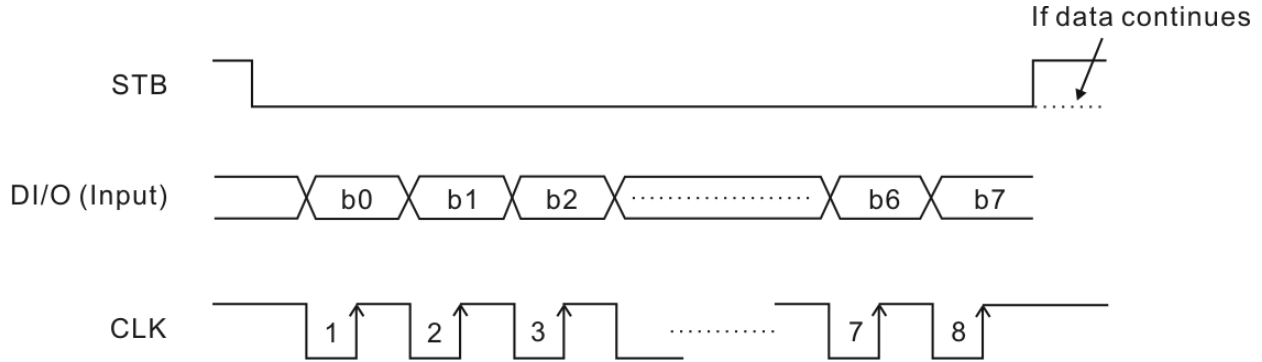 If data continues
STB
DI/O (Input)
b0 b1 b2 b6 b7
CLK
1 2 3 7 8